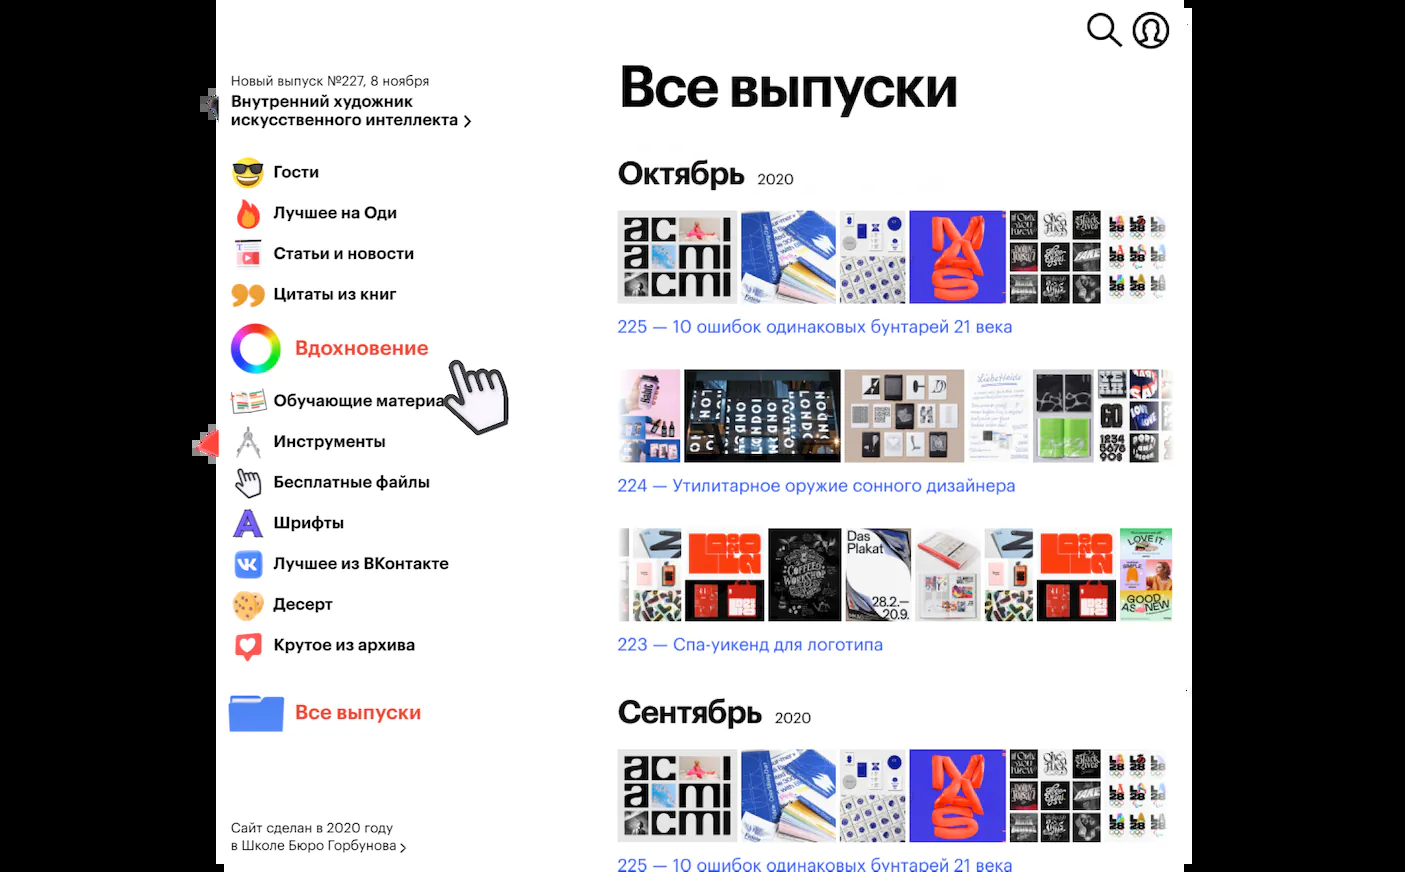 Новый выпуск №227, 8 ноября
Внутренний художник
искусственного интеллекта
Гости
Лучшее на Оди
Статьи и новости
Цитаты из книг
Вдохновение
Обучающие материа
Инструменты
Бесплатные файлы
Шрифты
Лучшее из ВКонтакте
Десерт
Крутое из архива
Все выпуски
Сайт сделан в 2020 году
в Школе Бюро Горбунова
Все выпуски
Октябрь 2020
225 — 10 ошибок одинаковых бунтарей 21 века
224 — Утилитарное оружие сонного дизайнера
Das
Plakat
28.2.—
20.9.
COFFEE
WORKSHOP
LOVE IT.
GOOD
AS NEW
223 — Спа-уикенд для логотипа
Сентябрь 2020
225 — 10 ошибок одинаковых бунтарей 21 века